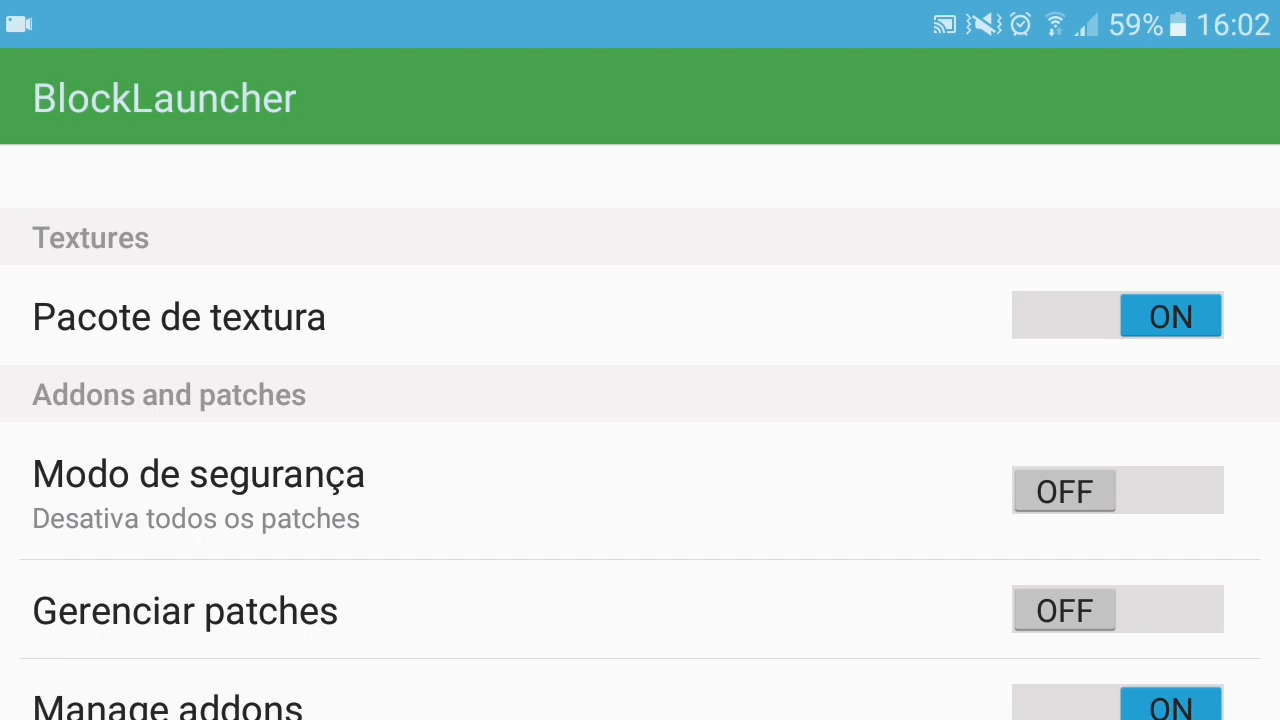 59% 16:02
BlockLauncher
Textures
Pacote de textura ON
Addons and patches
Modo de segurança OFF
Desativa todos os patches
Gerenciar patches OFF
Manage addons ON